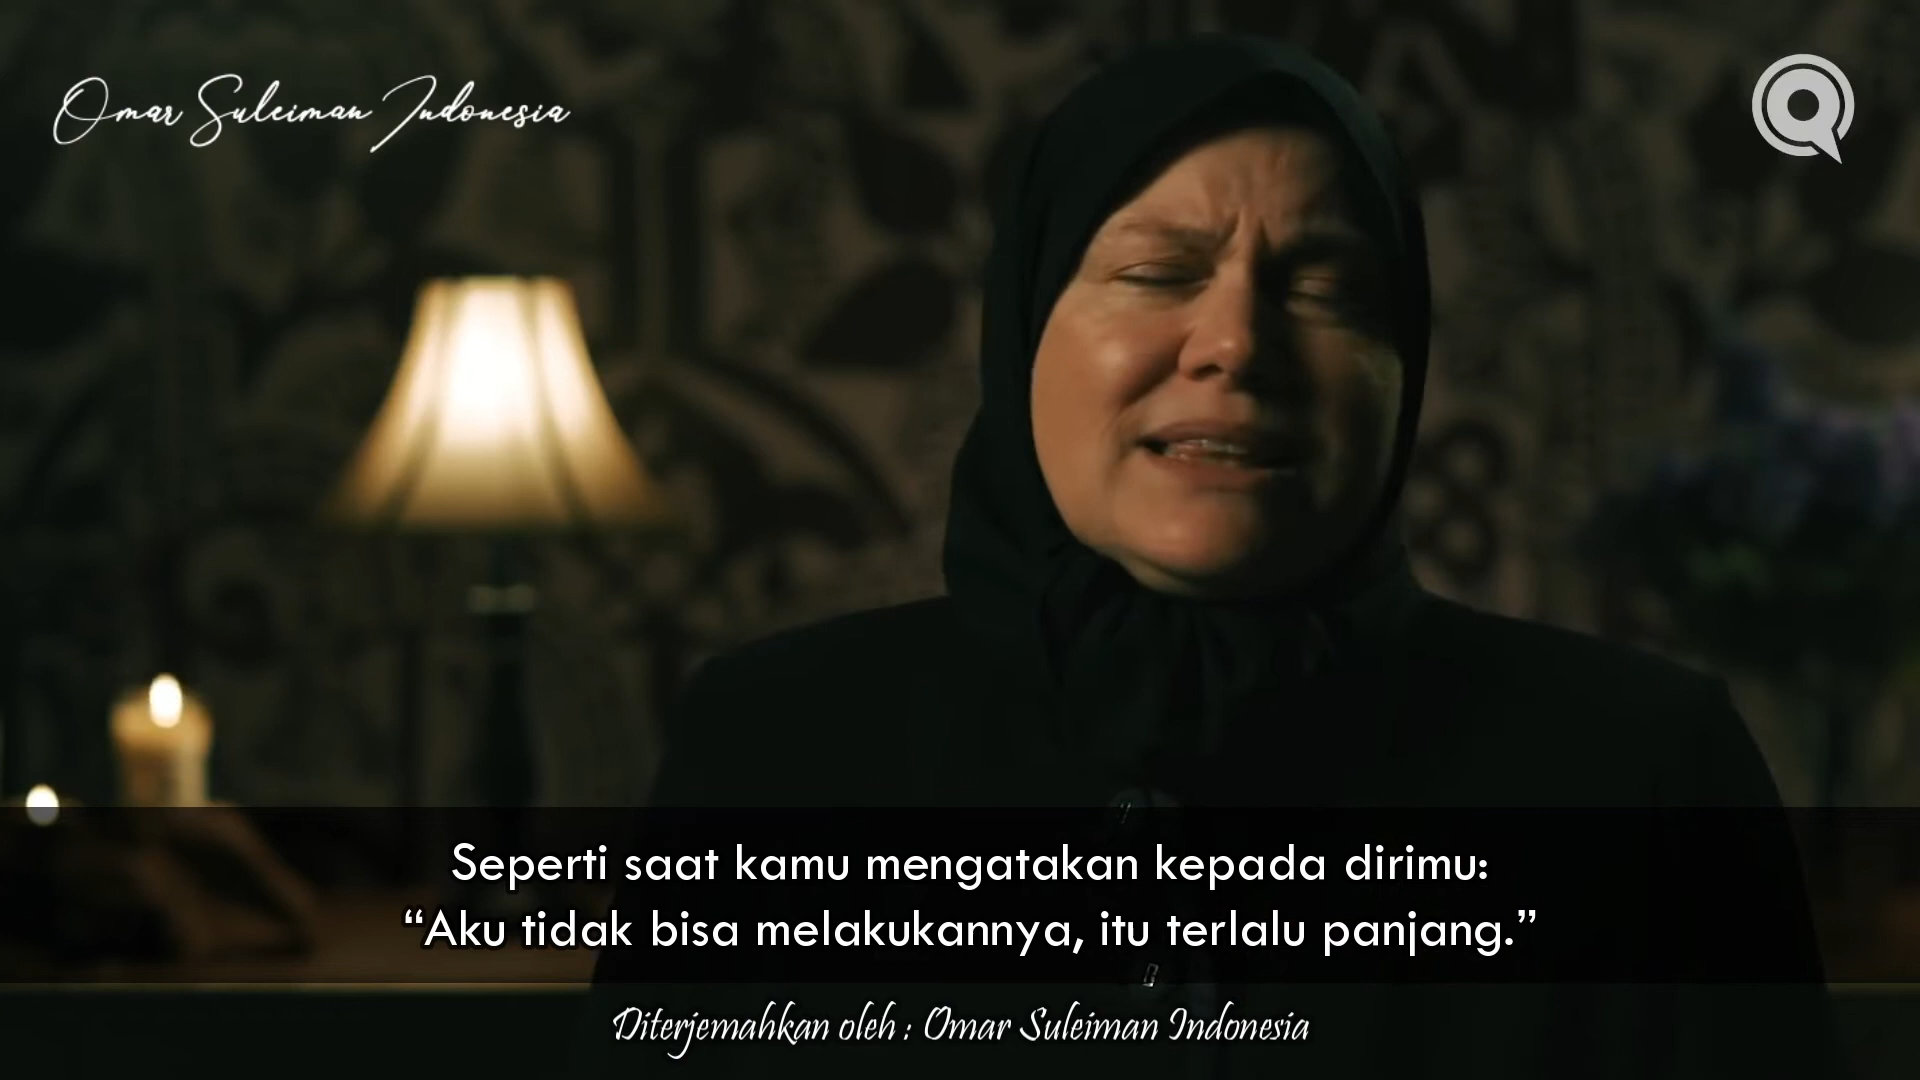 Omar Suleiman Indonesia
Seperti saat kamu mengatakan kepada dirimu:
“Aku tidak bisa melakukannya, itu terlalu panjang.”
Diterjemahkan oleh : Omar Suleiman Indonesia